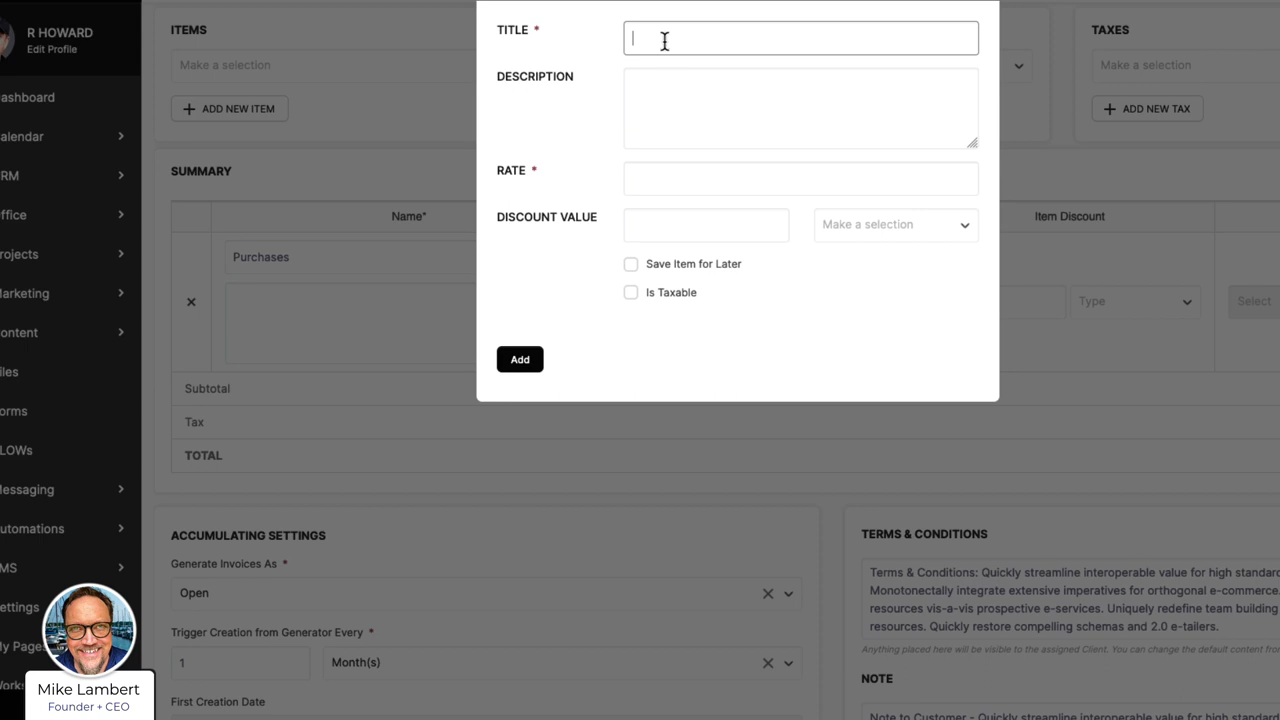 R HOWARD
Edit Profile
ashboard
alendar
RM
ffice
rojects
arketing
ontent
iles
orms
LOWs
essaging
utomations
MS
ettings
y Pages
Works
Mike Lambert
Founder + CEO
ITEMS
Make a selection
+ ADD NEW ITEM
TAXES
Make a selection
+ ADD NEW TAX
TITLE *
DESCRIPTION
RATE *
DISCOUNT VALUE
Make a selection
Save Item for Later
Is Taxable
Add
SUMMARY
Name*
Item Discount
Purchases
Type
Select
Subtotal
Tax
TOTAL
ACCUMULATING SETTINGS
Generate Invoices As *
Open
Trigger Creation from Generator Every *
1
Month(s)
First Creation Date
TERMS & CONDITIONS
Terms & Conditions: Quickly streamline interoperable value for high standard
Monotonectally integrate extensive imperatives for orthogonal e-commerce.
resources vis-a-vis prospective e-services. Uniquely redefine team building
resources. Quickly restore compelling schemas and 2.0 e-tailers.
Anything placed here will be visible to the assigned Client. You can change the default content from
NOTE
Note to Customer - Quickly streamline interoperable value for high standard